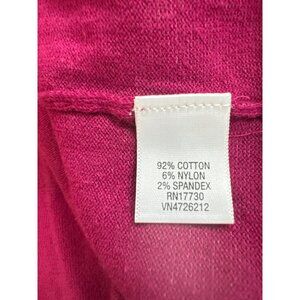 92% COTTON
6% NYLON
2% SPANDEX
RN17730
VN4726212